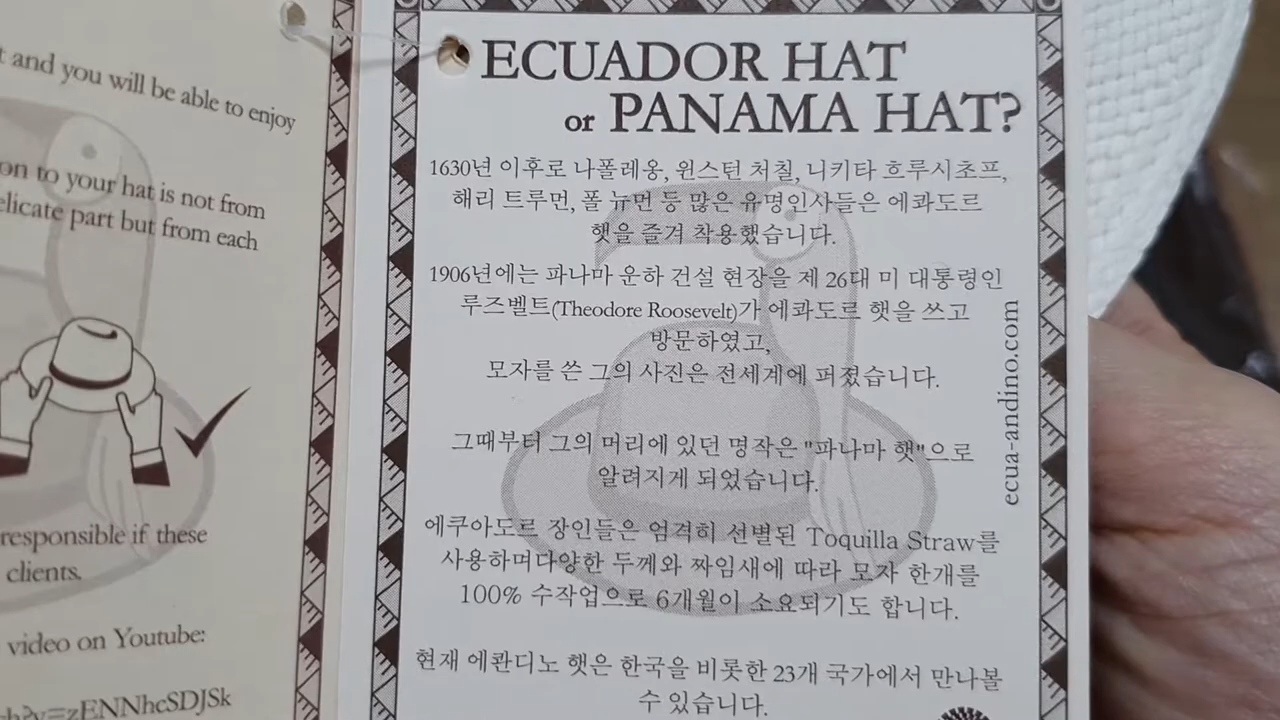 t and you will be able to enjoy
on to your hat is not from
elicate part but from each
responsible if these
clients.
video on Youtube:
ch?v=zENNhcSDJSk
ECUADOR HAT
or PANAMA HAT?
1630년 이후로 나폴레옹, 윈스턴 처칠, 니키타 흐루시초프,
해리 트루먼, 폴 뉴먼 등 많은 유명인사들은 에콰도르
햇을 즐겨 착용했습니다.
1906년에는 파나마 운하 건설 현장을 제 26대 미 대통령인
루즈벨트(Theodore Roosevelt)가 에콰도르 햇을 쓰고
방문하였고,
모자를 쓴 그의 사진은 전세계에 퍼졌습니다.
그때부터 그의 머리에 있던 명작은 "파나마 햇"으로
알려지게 되었습니다.
에쿠아도르 장인들은 엄격히 선별된 Toquilla Straw를
사용하며다양한 두께와 짜임새에 따라 모자 한개를
100% 수작업으로 6개월이 소요되기도 합니다.
현재 에콴디노 햇은 한국을 비롯한 23개 국가에서 만나볼
수 있습니다.
ecua-andino.com